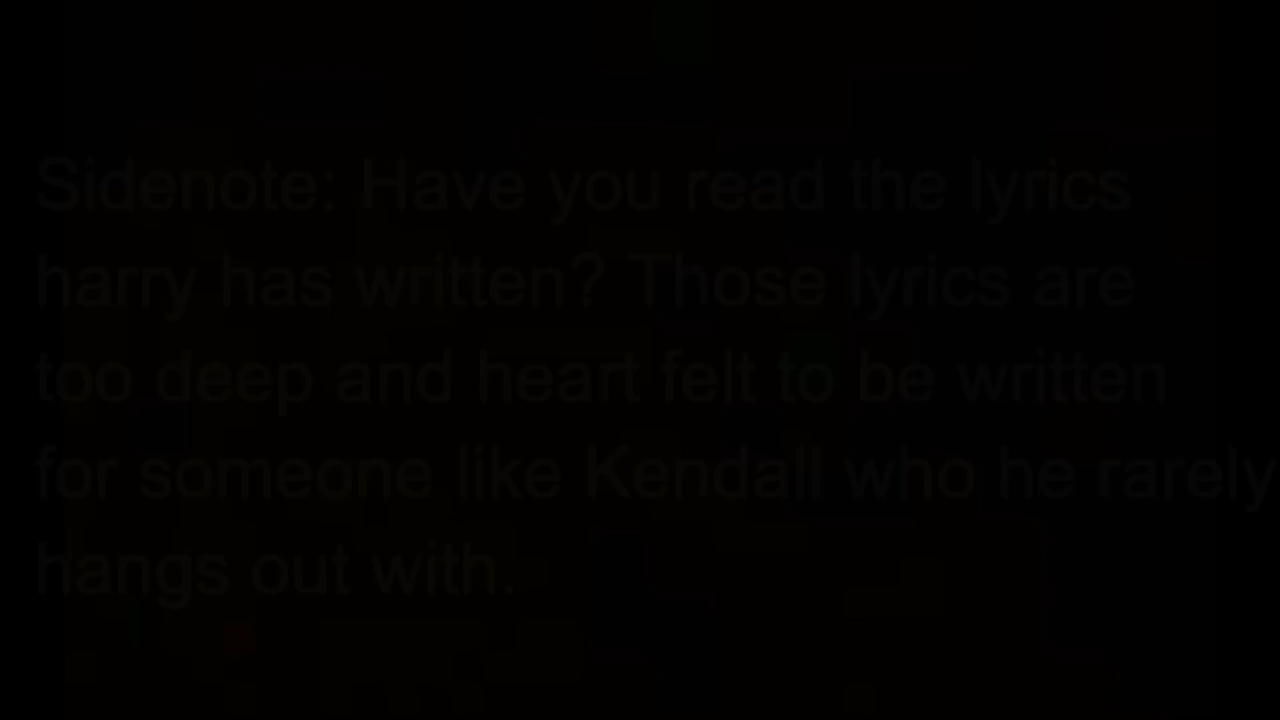 Sidenote: Have you read the lyrics
harry has written? Those lyrics are
too deep and heart felt to be written
for someone like Kendall who he rarely
hangs out with.